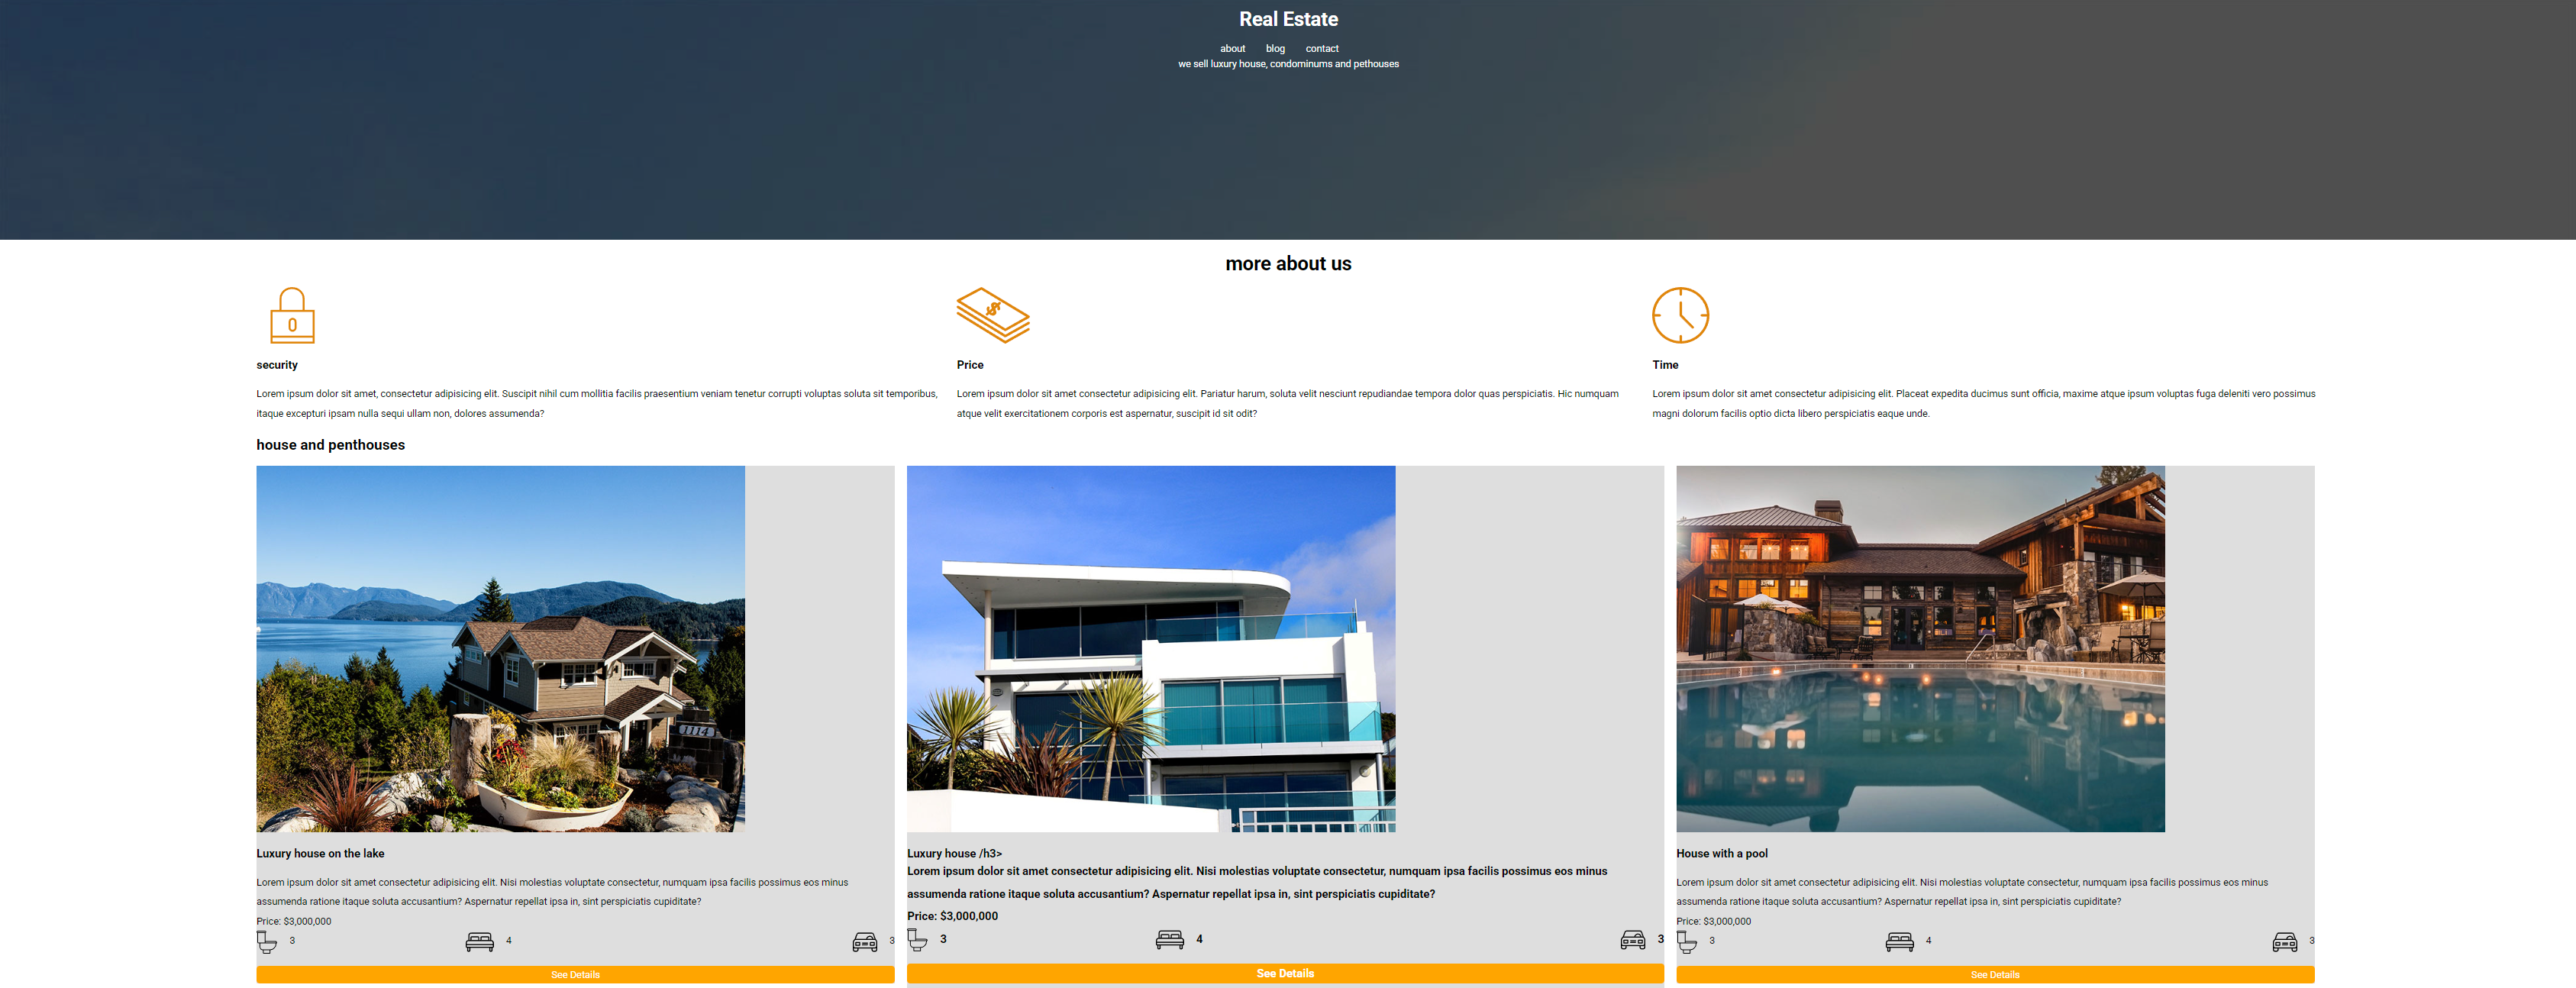 Real Estate
about blog contact
we sell luxury house, condominums and pethouses
more about us
security
Lorem ipsum dolor sit amet, consectetur adipisicing elit. Suscipit nihil cum mollitia facilis praesentium veniam tenetur corrupti voluptas soluta sit temporibus,
itaque excepturi ipsam nulla sequi ullam non, dolores assumenda?
Price
Lorem ipsum dolor sit amet consectetur adipisicing elit. Pariatur harum, soluta velit nesciunt repudiandae tempora dolor quas perspiciatis. Hic numquam
atque velit exercitationem corporis est aspernatur, suscipit id sit odit?
Time
Lorem ipsum dolor sit amet consectetur adipisicing elit. Placeat expedita ducimus sunt officia, maxime atque ipsum voluptas fuga deleniti vero possimus
magni dolorum facilis optio dicta libero perspiciatis eaque unde.
house and penthouses
1114
Luxury house on the lake
Lorem ipsum dolor sit amet consectetur adipisicing elit. Nisi molestias voluptate consectetur, numquam ipsa facilis possimus eos minus
assumenda ratione itaque soluta accusantium? Aspernatur repellat ipsa in, sint perspiciatis cupiditate?
Price: $3,000,000
3 4 3
See Details
Luxury house /h3>
Lorem ipsum dolor sit amet consectetur adipisicing elit. Nisi molestias voluptate consectetur, numquam ipsa facilis possimus eos minus
assumenda ratione itaque soluta accusantium? Aspernatur repellat ipsa in, sint perspiciatis cupiditate?
Price: $3,000,000
3 4 3
See Details
House with a pool
Lorem ipsum dolor sit amet consectetur adipisicing elit. Nisi molestias voluptate consectetur, numquam ipsa facilis possimus eos minus
assumenda ratione itaque soluta accusantium? Aspernatur repellat ipsa in, sint perspiciatis cupiditate?
Price: $3,000,000
3 4 3
See Details